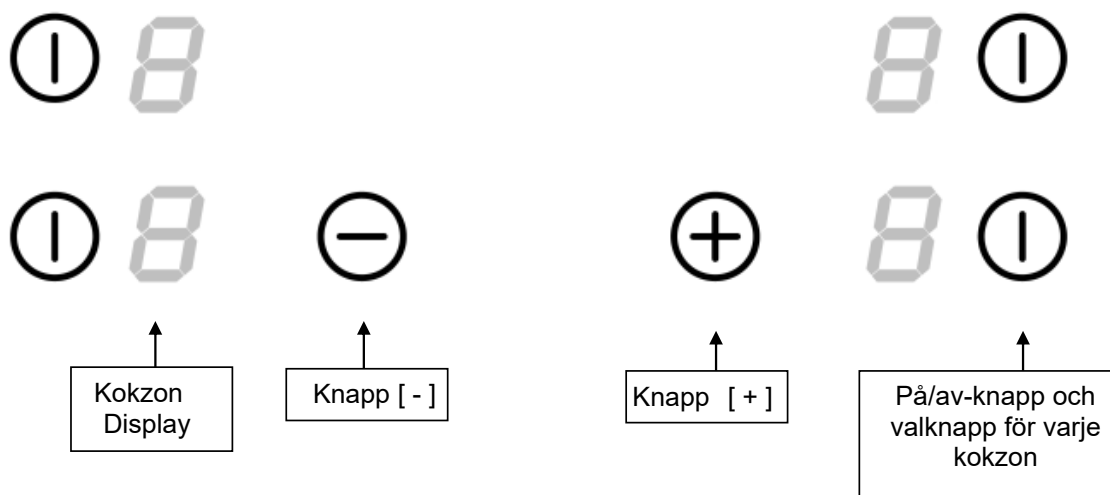 Kokzon
Display
Knapp [ - ]
Knapp [ + ]
På/av-knapp och
valknapp för varje
kokzon